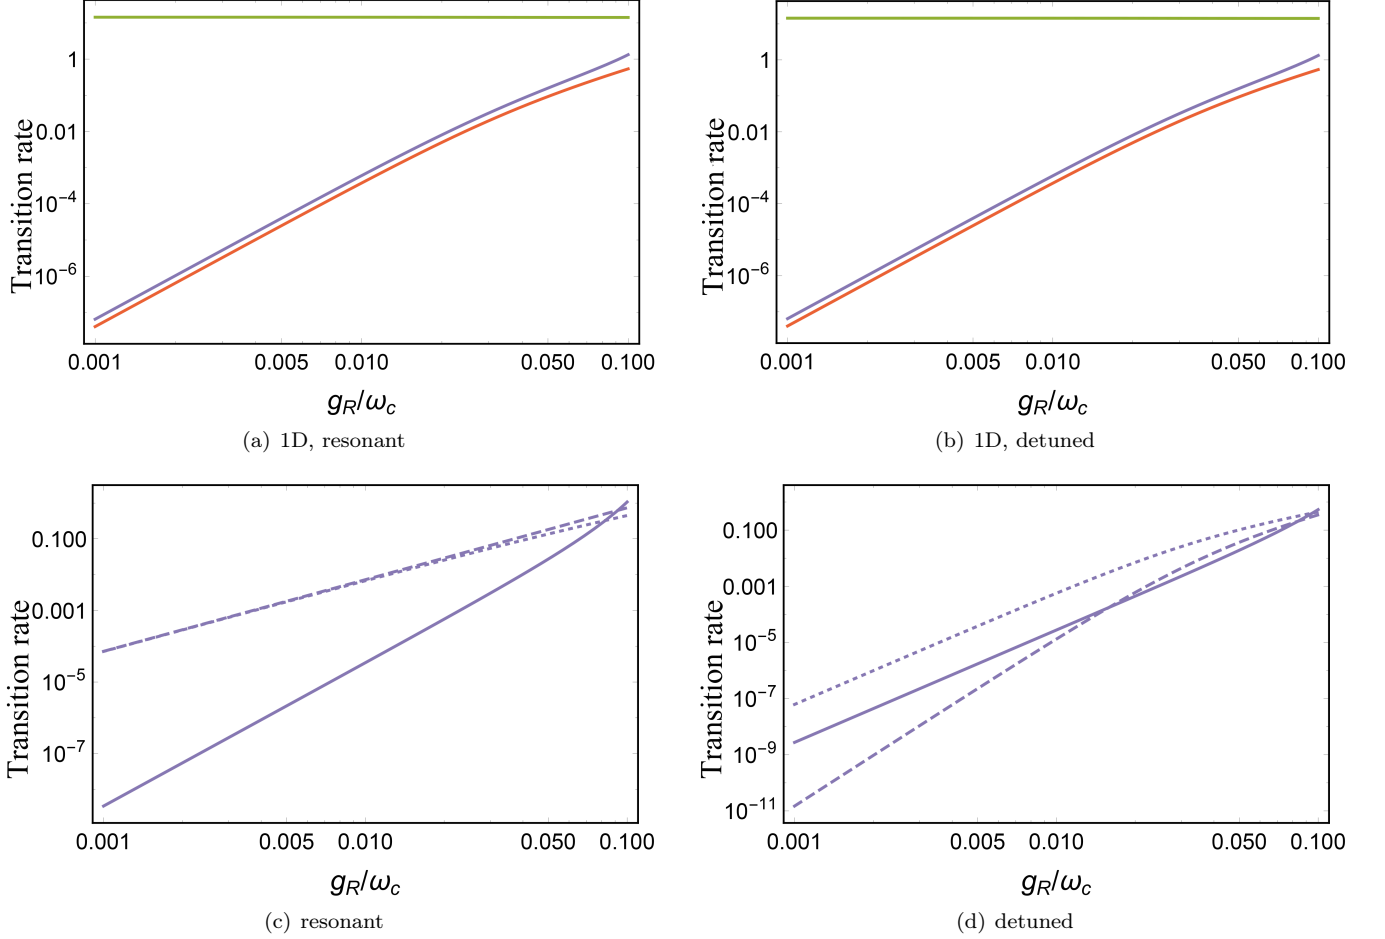 Transition rate
1
0.01
10⁻⁴
10⁻⁶
0.001 0.005 0.010 0.050 0.100
g_R/ω_c
(a) 1D, resonant
Transition rate
1
0.01
10⁻⁴
10⁻⁶
0.001 0.005 0.010 0.050 0.100
g_R/ω_c
(b) 1D, detuned
Transition rate
0.100
0.001
10⁻⁵
10⁻⁷
0.001 0.005 0.010 0.050 0.100
g_R/ω_c
(c) resonant
Transition rate
0.100
0.001
10⁻⁵
10⁻⁷
10⁻⁹
10⁻¹¹
0.001 0.005 0.010 0.050 0.100
g_R/ω_c
(d) detuned